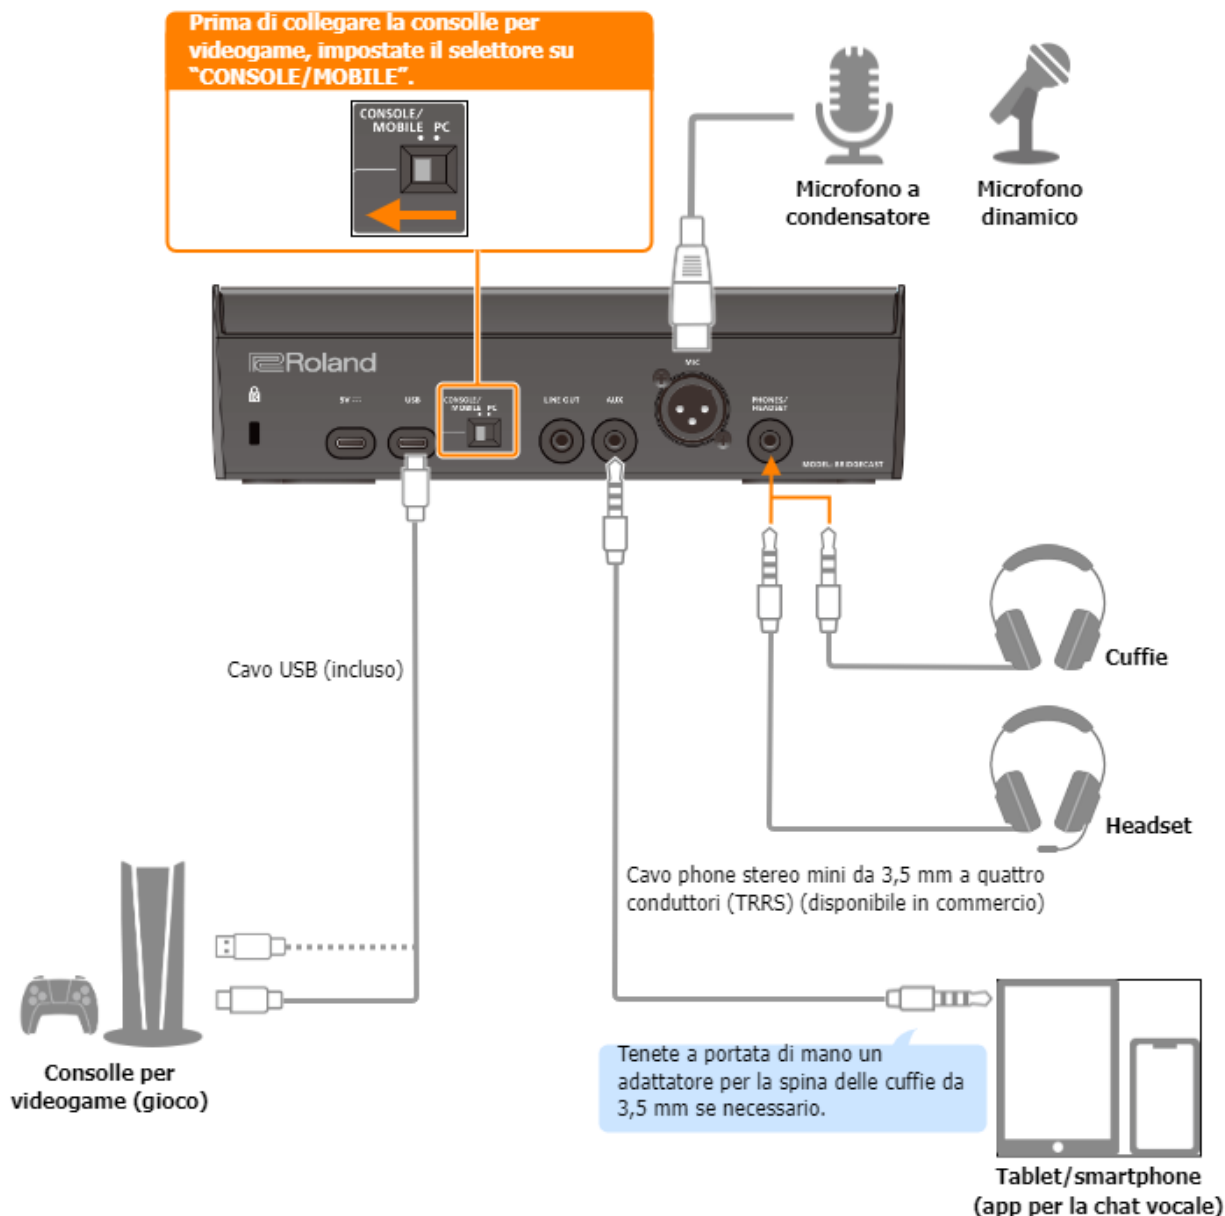 Prima di collegare la consolle per
videogame, impostate il selettore su
"CONSOLE/MOBILE".
CONSOLE/
MOBILE PC
Microfono a
condensatore
Microfono
dinamico
Roland
MIC
5V
USB
CONSOLE/
MOBILE PC
LINE OUT
AUX
PHONES/
HEADSET
MODEL: BRIDGECAST
Cavo USB (incluso)
Cuffie
Headset
Cavo phone stereo mini da 3,5 mm a quattro
conduttori (TRRS) (disponibile in commercio)
Consolle per
videogame (gioco)
Tenete a portata di mano un
adattatore per la spina delle cuffie da
3,5 mm se necessario.
Tablet/smartphone
(app per la chat vocale)